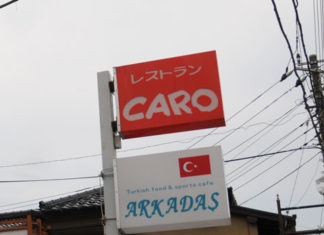 レストラン
CARO
Turkish food & sports cafe
ARKADAS